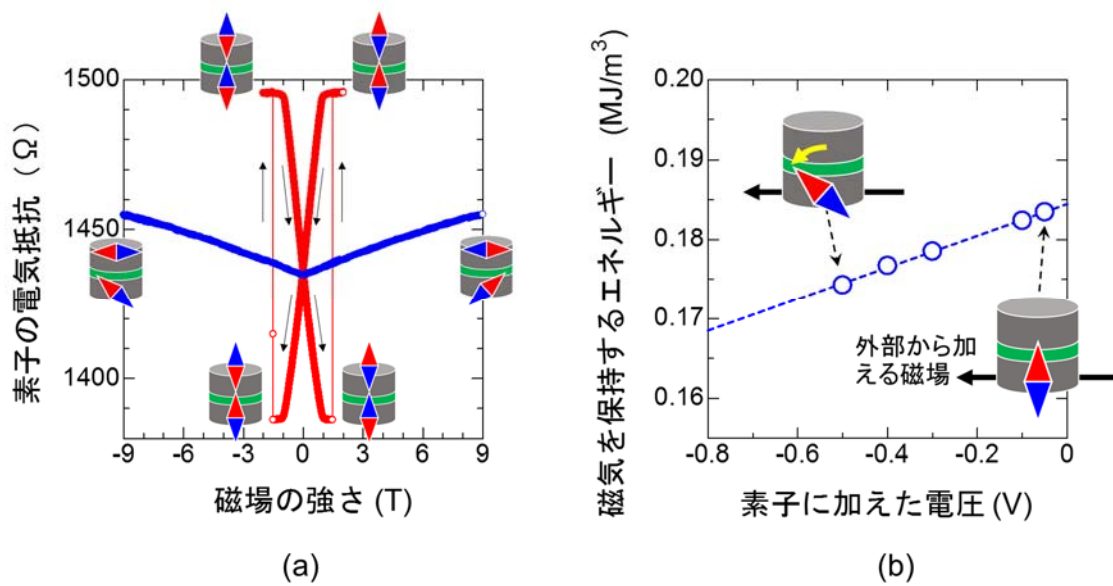 1500
1450
1400
-9
-6
-3
0
3
6
9
素子の電気抵抗（Ω）
磁場の強さ (T)
(a)
0.20
0.19
0.18
0.17
0.16
-0.8
-0.6
-0.4
-0.2
0
磁気を保持するエネルギー (MJ/m³)
外部から加
える磁場
素子に加えた電圧 (V)
(b)